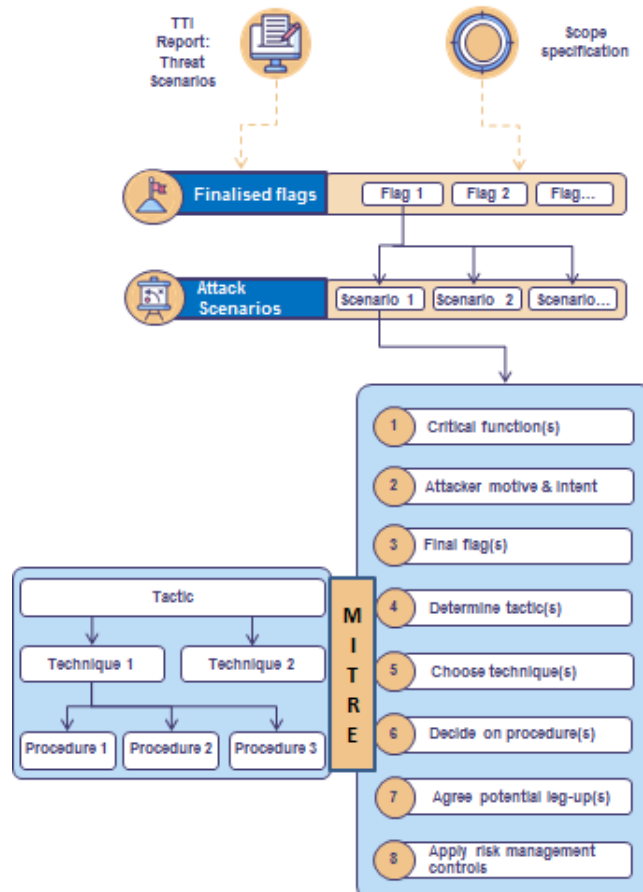 TTI
Report:
Threat
Scenarios
Scope
specification
Finalised flags
Flag 1
Flag 2
Flag...
Attack
Scenarios
Scenario 1
Scenario 2
Scenario...
1 Critical function(s)
2 Attacker motive & Intent
3 Final flag(s)
4 Determine tactic(s)
5 Choose technique(s)
6 Decide on procedure(s)
7 Agree potential leg-up(s)
8 Apply risk management
controls
MITRE
Tactic
Technique 1
Technique 2
Procedure 1
Procedure 2
Procedure 3